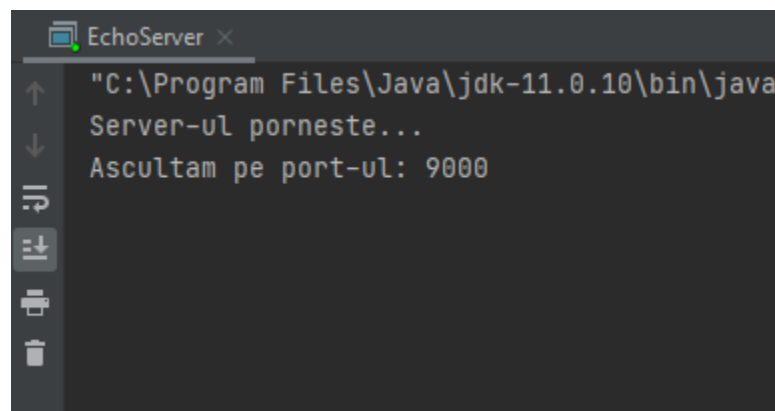 EchoServer
"C:\Program Files\Java\jdk-11.0.10\bin\java
Server-ul porneste...
Ascultam pe port-ul: 9000